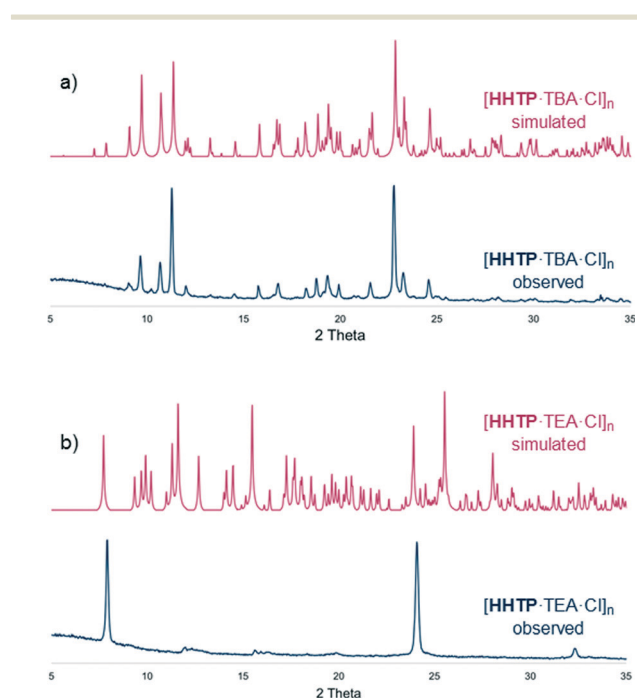 a)
[HHTP·TBA·Cl]n
simulated
[HHTP·TBA·Cl]n
observed
5 10 15 20 25 30 35
2 Theta
b)
[HHTP·TEA·Cl]n
simulated
[HHTP·TEA·Cl]n
observed
5 10 15 20 25 30 35
2 Theta